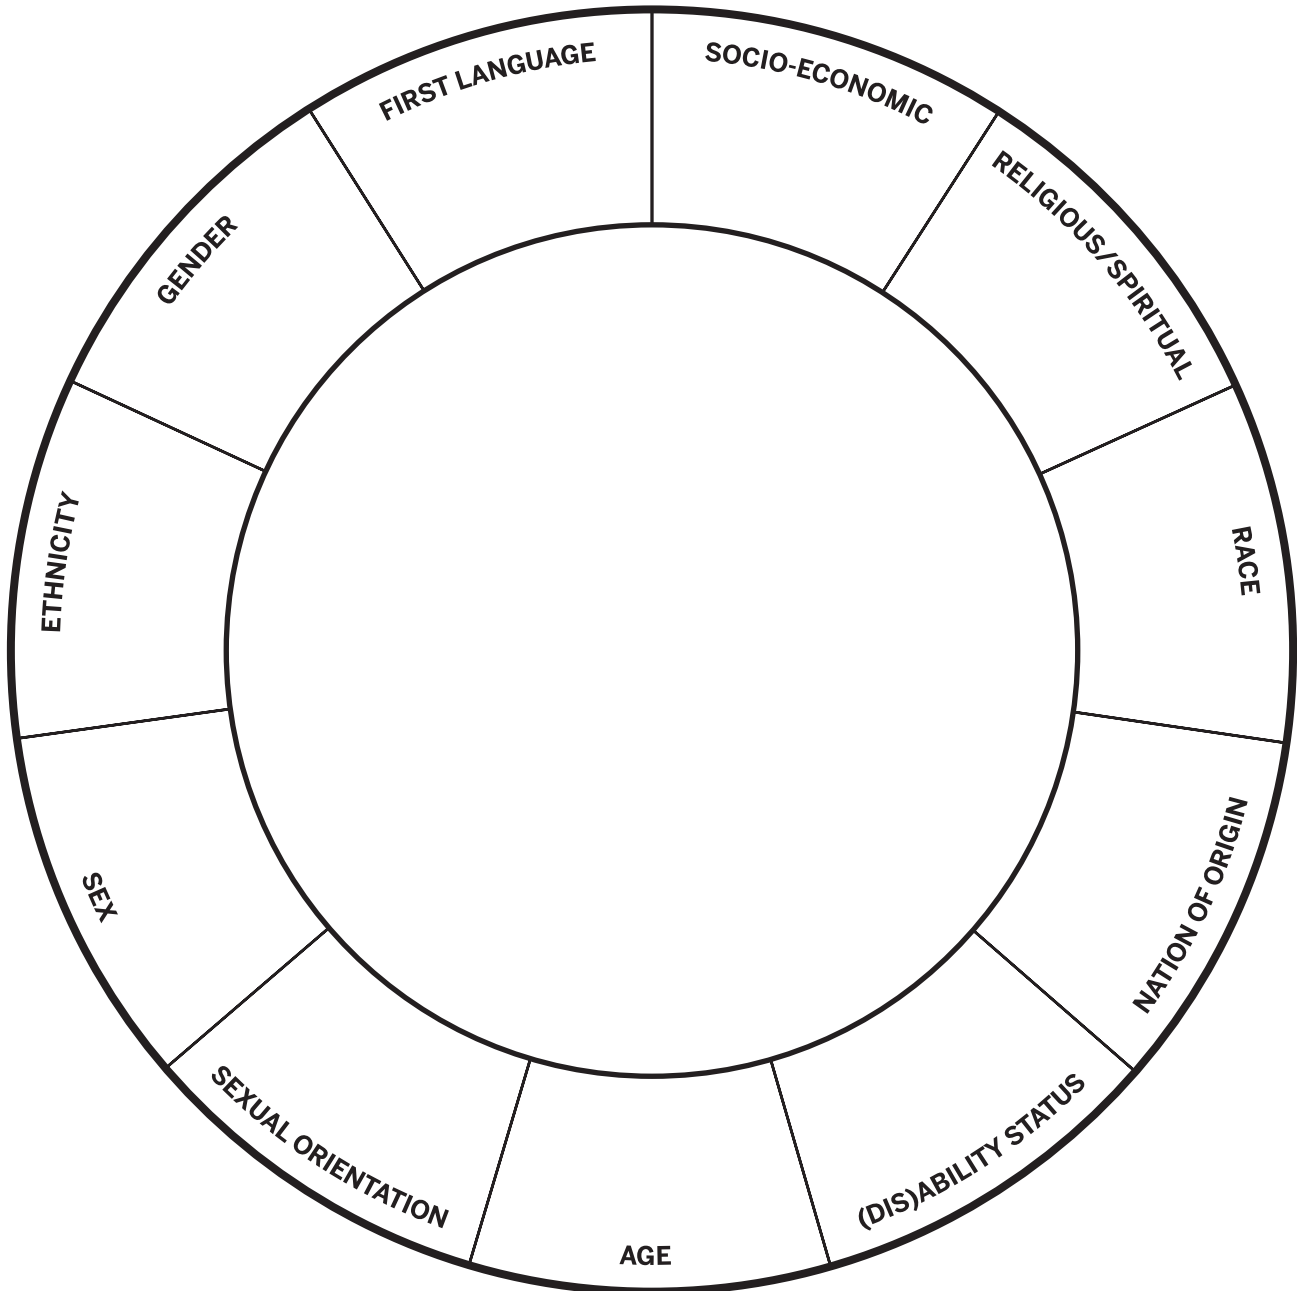 SOCIO-ECONOMIC
RELIGIOUS/SPIRITUAL
RACE
NATION OF ORIGIN
(DIS)ABILITY STATUS
AGE
SEXUAL ORIENTATION
SEX
ETHNICITY
GENDER
FIRST LANGUAGE